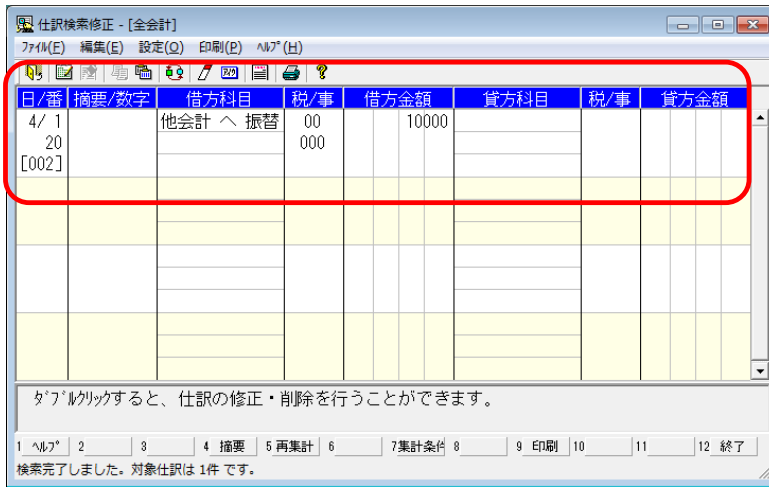 仕訳検索修正 - [全会計]
ﾌｧｲﾙ(F) 編集(E) 設定(O) 印刷(P) ﾍﾙﾌﾟ(H)
日/番 摘要/数字 借方科目 税/事 借方金額 貸方科目 税/事 貸方金額
4/ 1 他会計 へ 振替 00 10000
20 000
[002]
ﾀﾞﾌﾞﾙｸﾘｯｸすると、仕訳の修正・削除を行うことができます。
1 ﾍﾙﾌﾟ 2 3 4 摘要 5 再集計 6 7集計条件 8 9 印刷 10 11 12 終了
検索完了しました。対象仕訳は 1件 です。